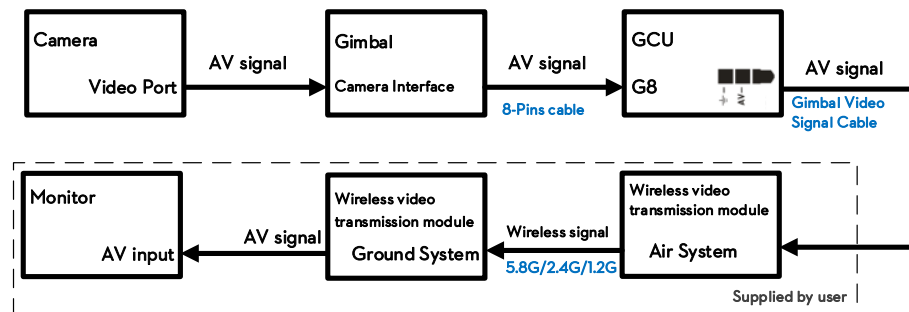 Camera
Video Port
AV signal
Gimbal
Camera Interface
AV signal
8-Pins cable
GCU
G8
AV
AV signal
Gimbal Video
Signal Cable
Monitor
AV input
AV signal
Wireless video
transmission module
Ground System
Wireless signal
5.8G/2.4G/1.2G
Wireless video
transmission module
Air System
Supplied by user